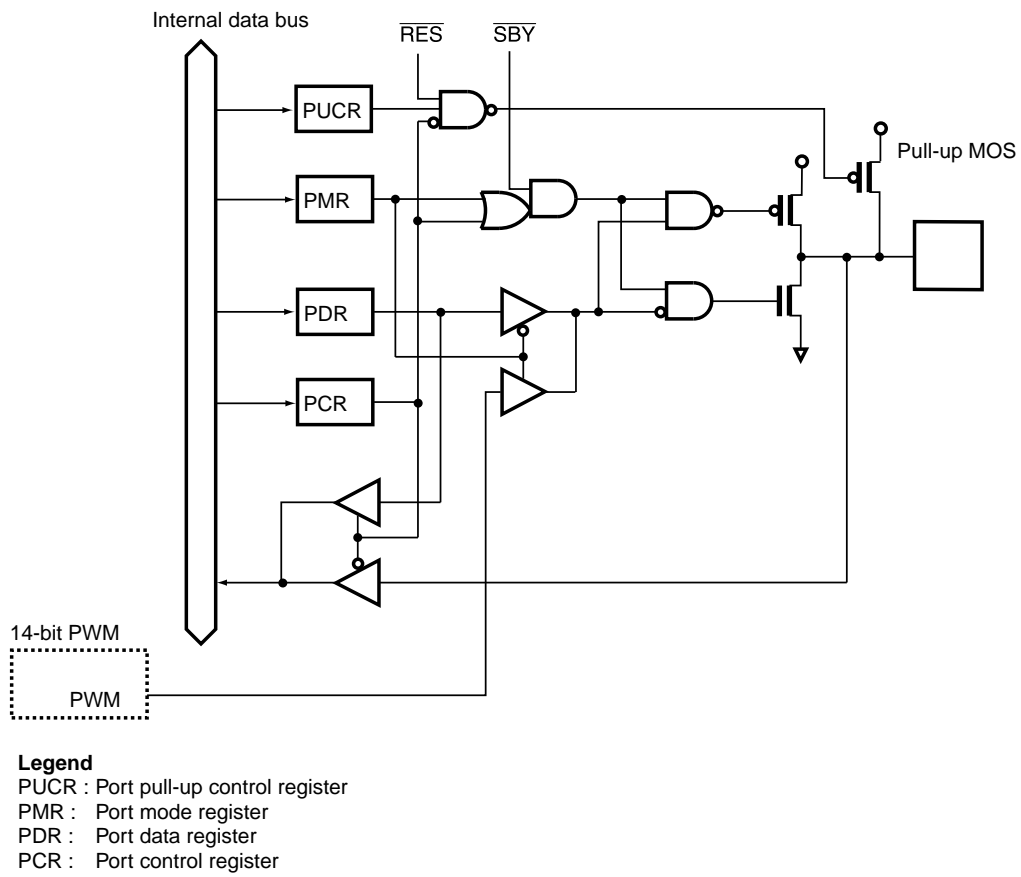 Internal data bus
RES
SBY
PUCR
Pull-up MOS
PMR
PDR
PCR
14-bit PWM
PWM
Legend
PUCR : Port pull-up control register
PMR : Port mode register
PDR : Port data register
PCR : Port control register